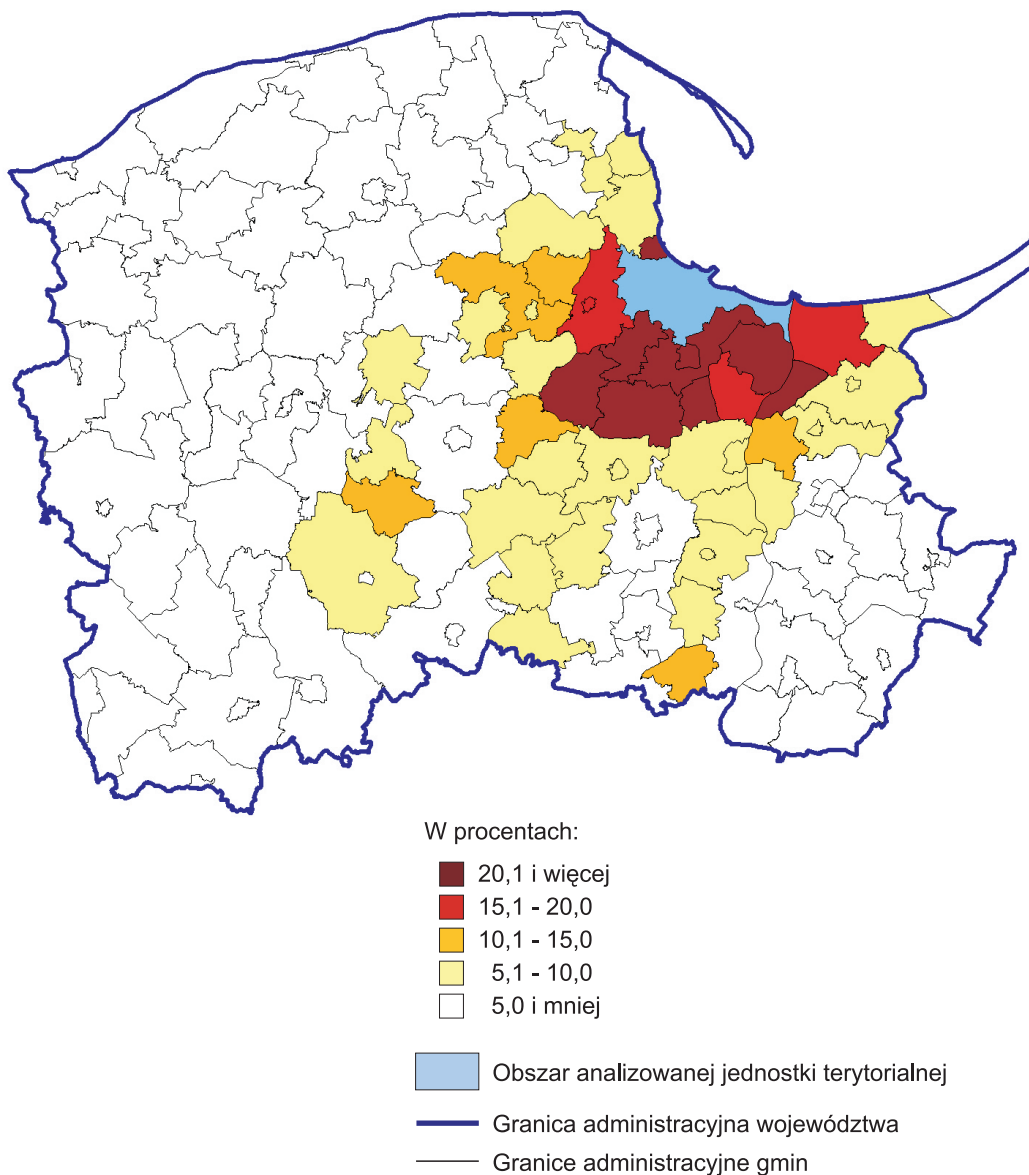 W procentach:
20,1 i więcej
15,1 - 20,0
10,1 - 15,0
5,1 - 10,0
5,0 i mniej
Obszar analizowanej jednostki terytorialnej
Granica administracyjna województwa
Granice administracyjne gmin